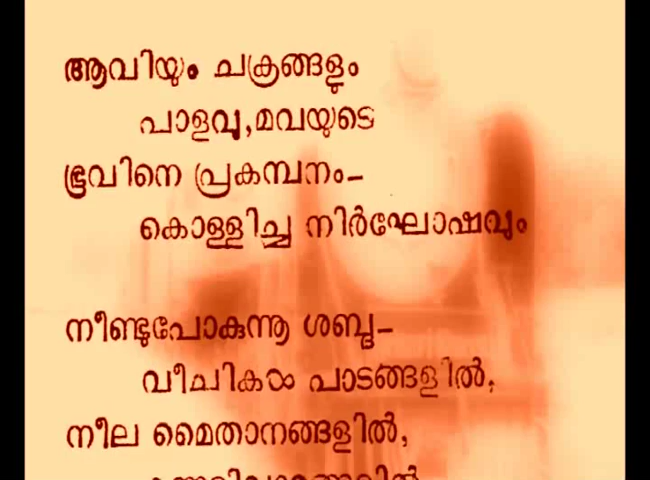 ആവിയും ചക്രങ്ങളും
പാളവും,മവയുടെ
ഭൂവിനെ പ്രകമ്പനം–
കൊള്ളിച്ച നിർഘോഷവും
നീണ്ടുപോകുന്നൂ ശബ്ദ–
വീചികൾ പാടങ്ങളിൽ,
നീല മൈതാനങ്ങളിൽ,